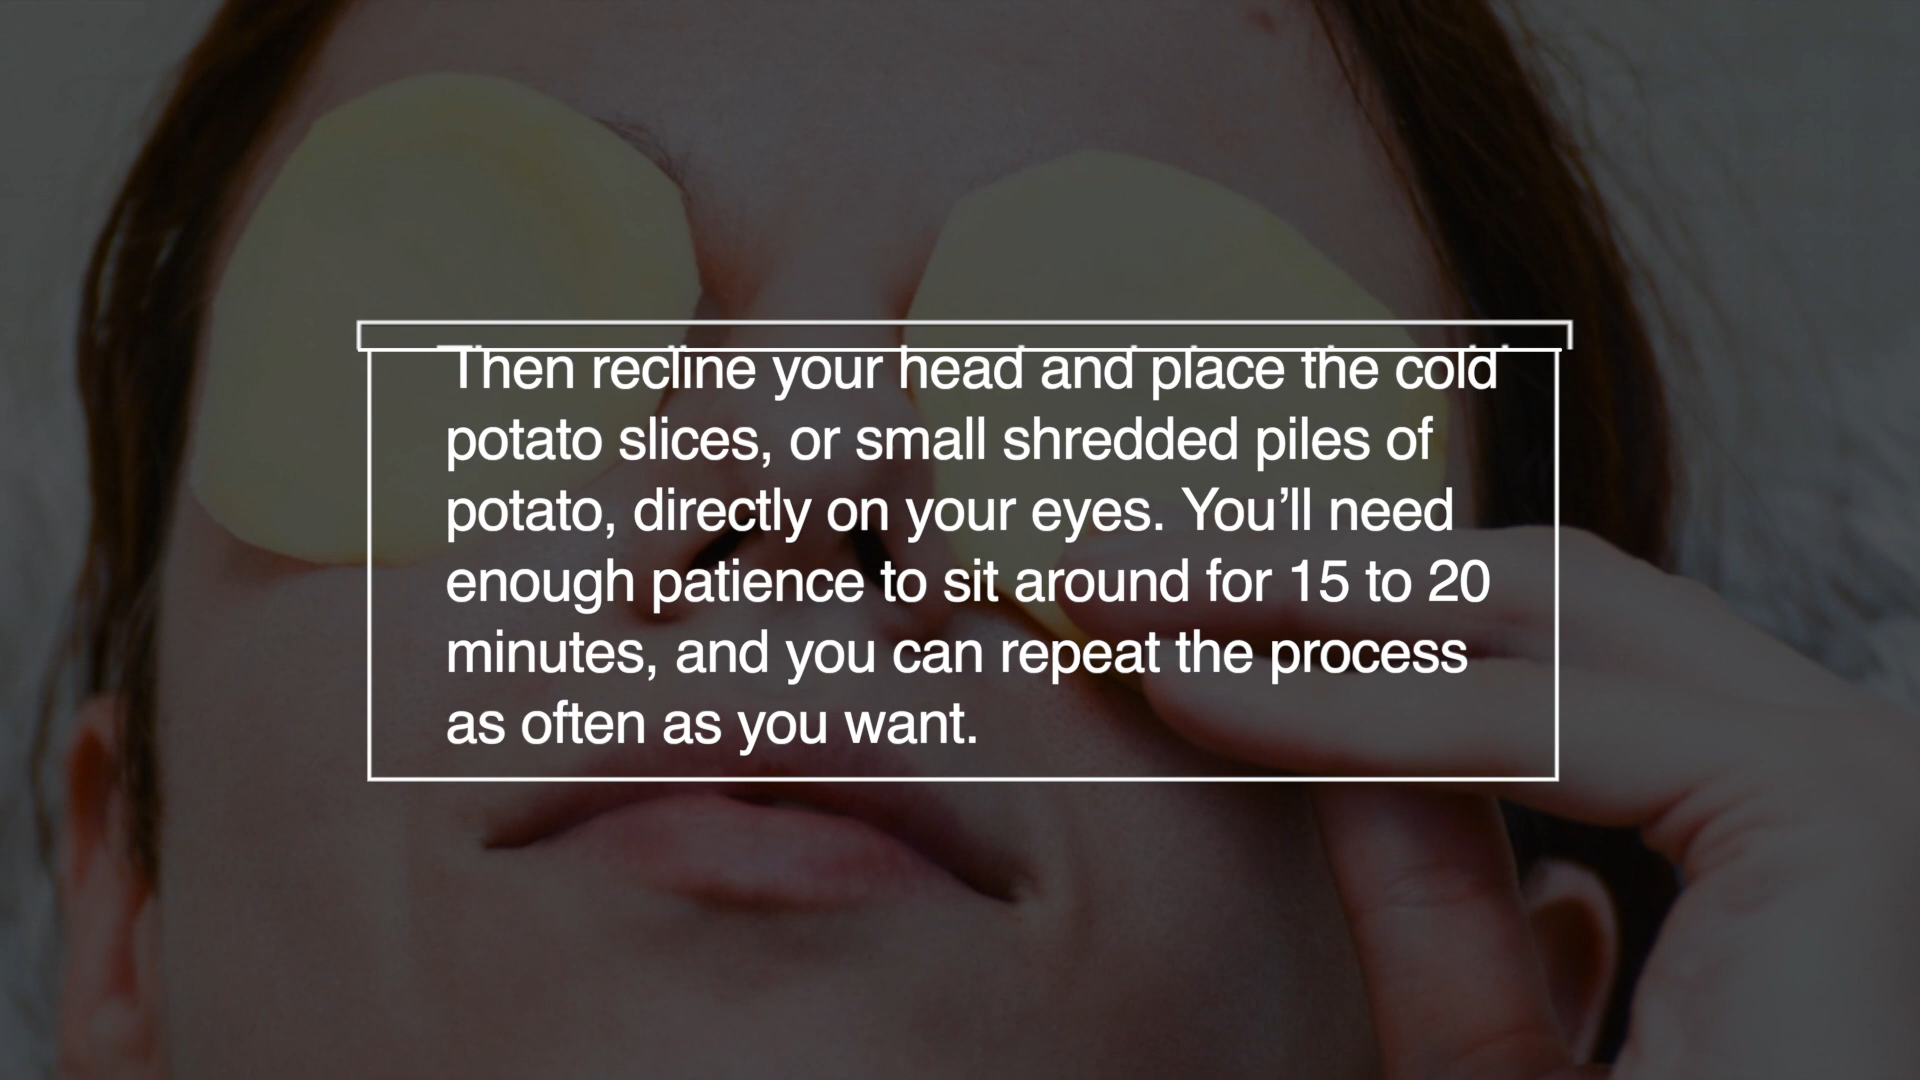 Then recline your head and place the cold
potato slices, or small shredded piles of
potato, directly on your eyes. You’ll need
enough patience to sit around for 15 to 20
minutes, and you can repeat the process
as often as you want.